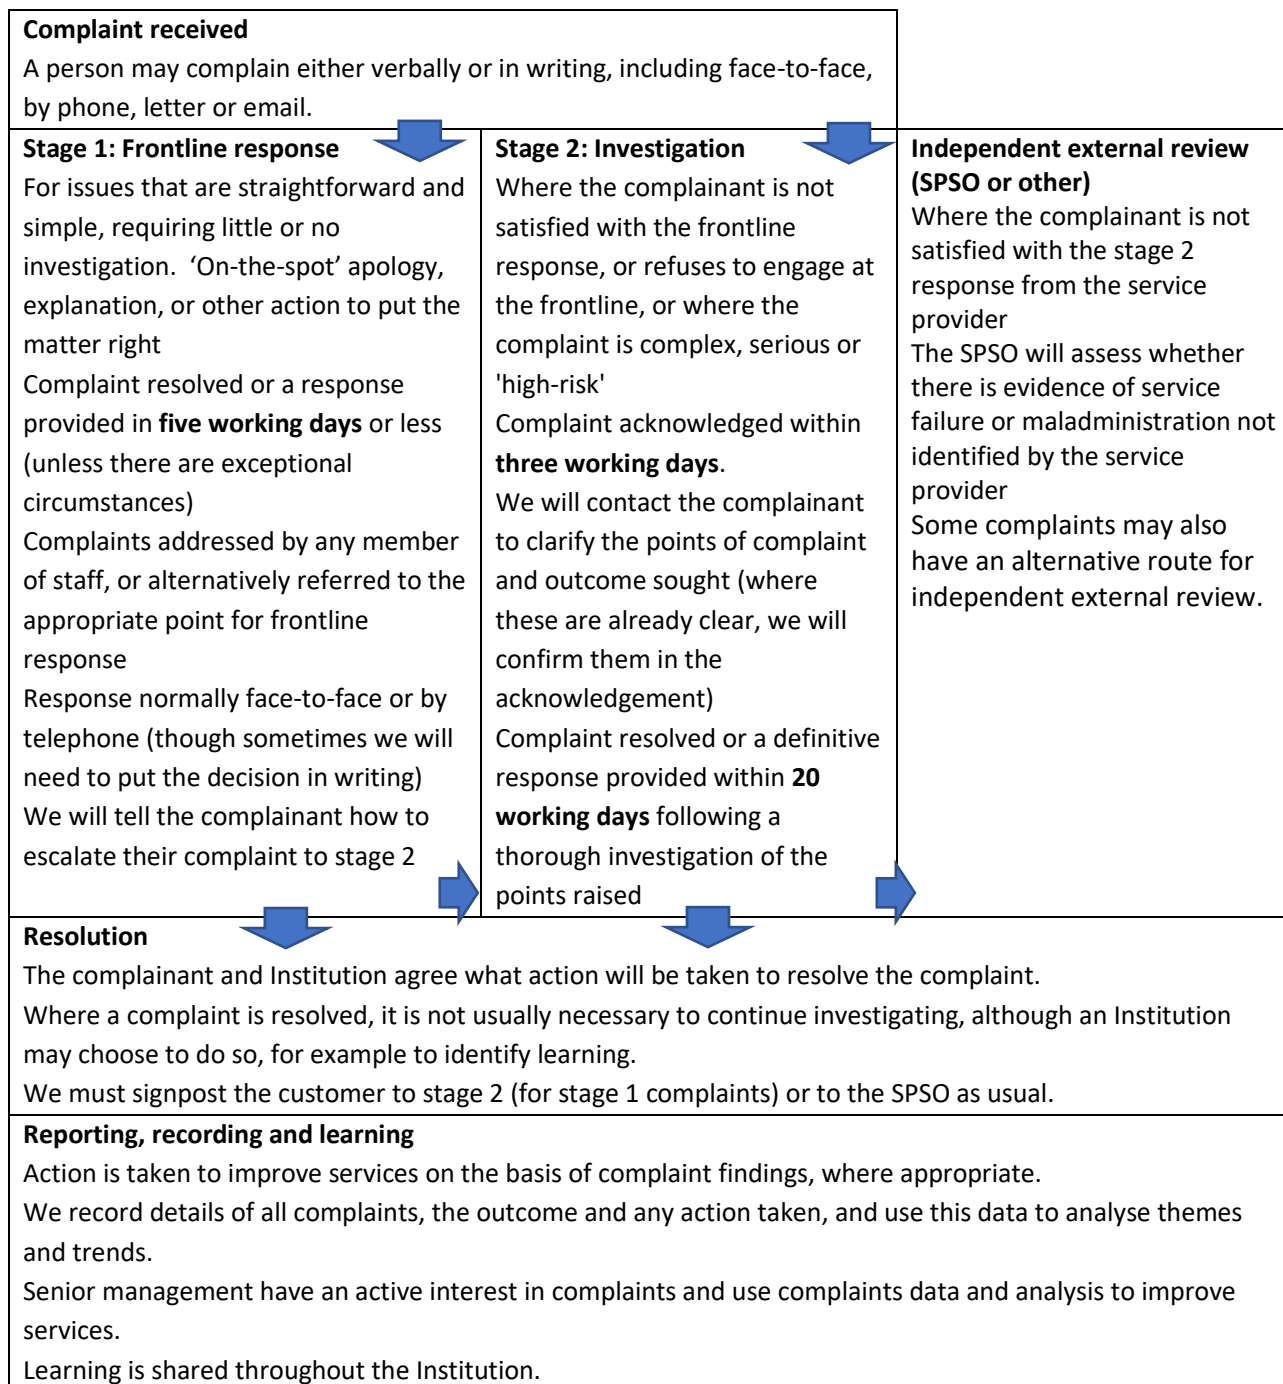 Complaint received
A person may complain either verbally or in writing, including face-to-face,
by phone, letter or email.
Stage 1: Frontline response
For issues that are straightforward and
simple, requiring little or no
investigation.  ‘On-the-spot’ apology,
explanation, or other action to put the
matter right
Complaint resolved or a response
provided in five working days or less
(unless there are exceptional
circumstances)
Complaints addressed by any member
of staff, or alternatively referred to the
appropriate point for frontline
response
Response normally face-to-face or by
telephone (though sometimes we will
need to put the decision in writing)
We will tell the complainant how to
escalate their complaint to stage 2
Stage 2: Investigation
Where the complainant is not
satisfied with the frontline
response, or refuses to engage at
the frontline, or where the
complaint is complex, serious or
'high-risk'
Complaint acknowledged within
three working days.
We will contact the complainant
to clarify the points of complaint
and outcome sought (where
these are already clear, we will
confirm them in the
acknowledgement)
Complaint resolved or a definitive
response provided within 20
working days following a
thorough investigation of the
points raised
Independent external review
(SPSO or other)
Where the complainant is not
satisfied with the stage 2
response from the service
provider
The SPSO will assess whether
there is evidence of service
failure or maladministration not
identified by the service
provider
Some complaints may also
have an alternative route for
independent external review.
Resolution
The complainant and Institution agree what action will be taken to resolve the complaint.
Where a complaint is resolved, it is not usually necessary to continue investigating, although an Institution
may choose to do so, for example to identify learning.
We must signpost the customer to stage 2 (for stage 1 complaints) or to the SPSO as usual.
Reporting, recording and learning
Action is taken to improve services on the basis of complaint findings, where appropriate.
We record details of all complaints, the outcome and any action taken, and use this data to analyse themes
and trends.
Senior management have an active interest in complaints and use complaints data and analysis to improve
services.
Learning is shared throughout the Institution.